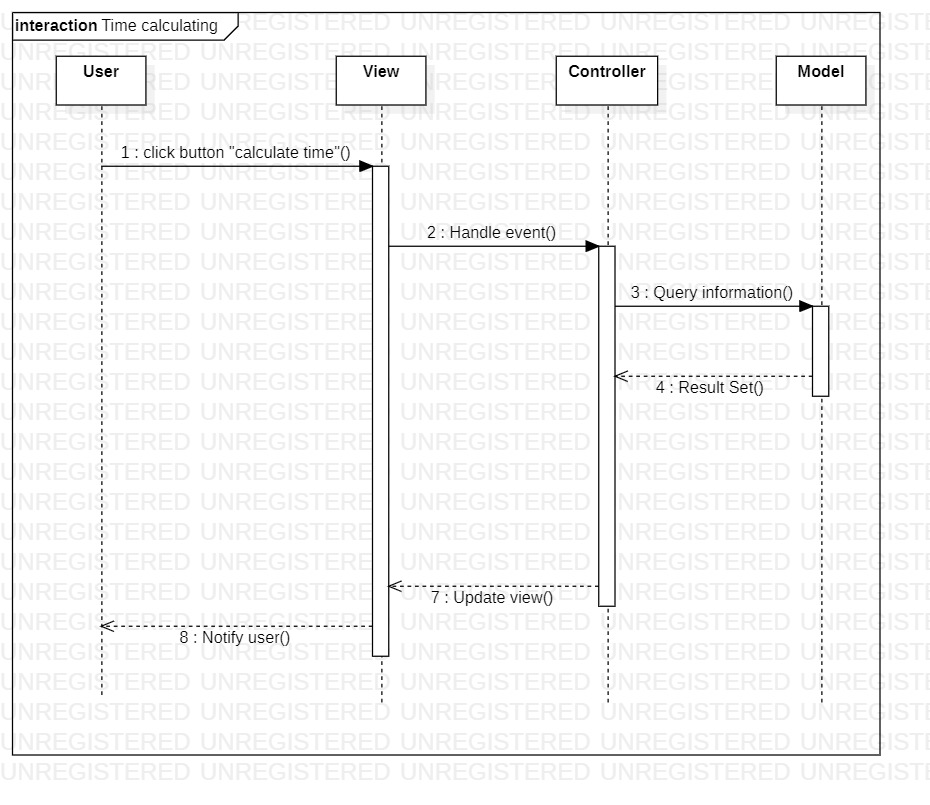 interaction Time calculating
User
View
Controller
Model
1 : click button "calculate time"()
2 : Handle event()
3 : Query information()
4 : Result Set()
7 : Update view()
8 : Notify user()
UNREGISTERED